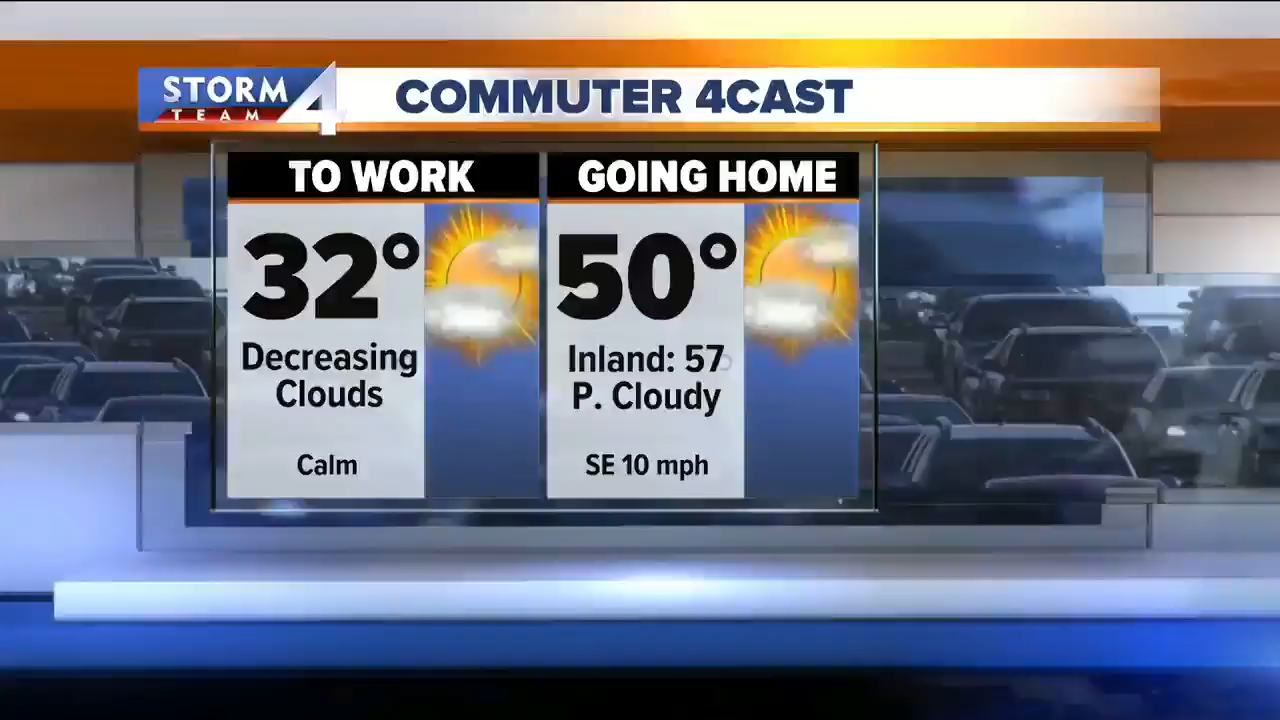 STORM
TEAM
4
COMMUTER 4CAST
TO WORK
32°
Decreasing
Clouds
Calm
GOING HOME
50°
Inland: 57
P. Cloudy
SE 10 mph